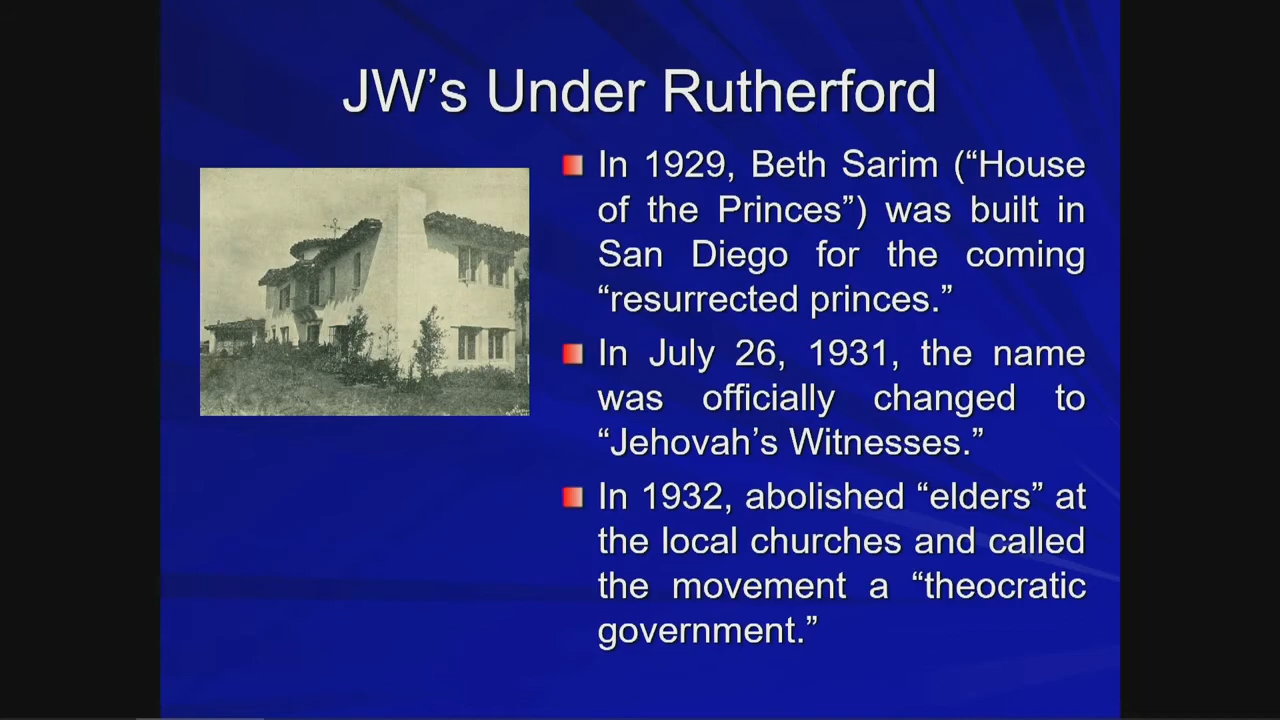 JW’s Under Rutherford
In 1929, Beth Sarim (“House
of the Princes”) was built in
San Diego for the coming
“resurrected princes.”
In July 26, 1931, the name
was officially changed to
“Jehovah’s Witnesses.”
In 1932, abolished “elders” at
the local churches and called
the movement a “theocratic
government.”